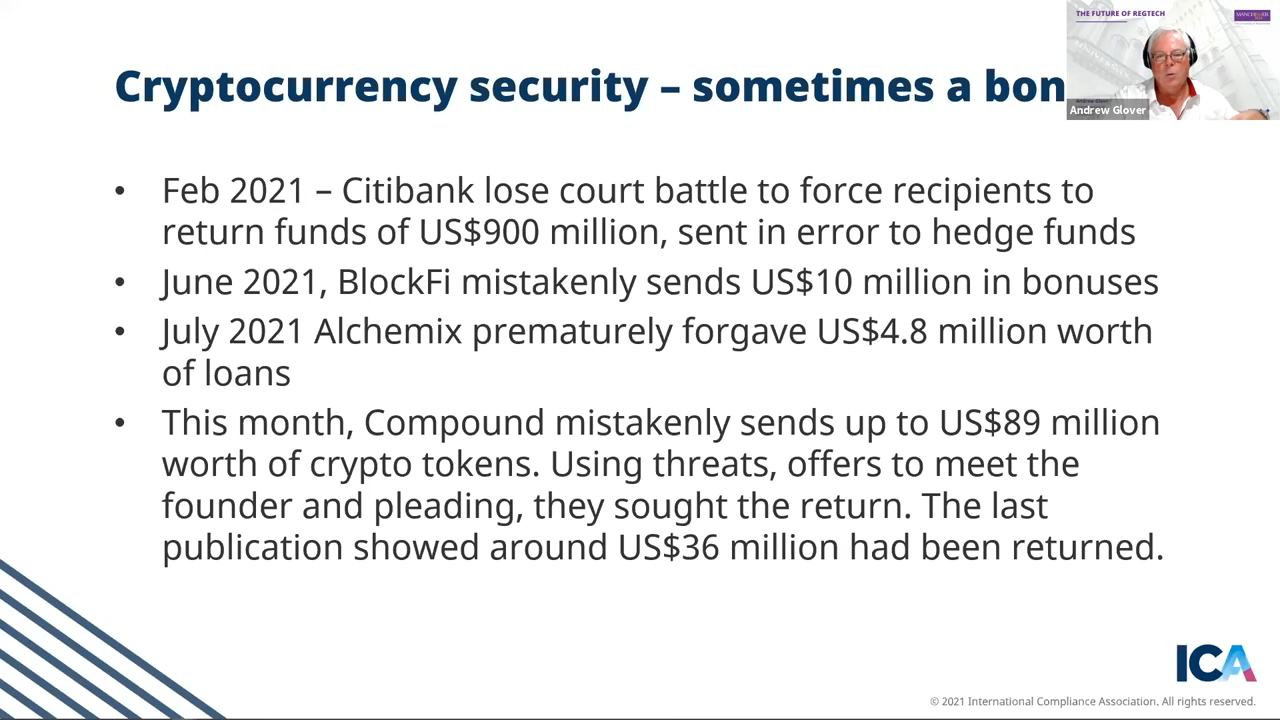 THE FUTURE OF REGTECH
MANCHESTER
Cryptocurrency security – sometimes a bon
Andrew Glover
• Feb 2021 – Citibank lose court battle to force recipients to
return funds of US$900 million, sent in error to hedge funds
• June 2021, BlockFi mistakenly sends US$10 million in bonuses
• July 2021 Alchemix prematurely forgave US$4.8 million worth
of loans
• This month, Compound mistakenly sends up to US$89 million
worth of crypto tokens. Using threats, offers to meet the
founder and pleading, they sought the return. The last
publication showed around US$36 million had been returned.
ICA
© 2021 International Compliance Association. All rights reserved.